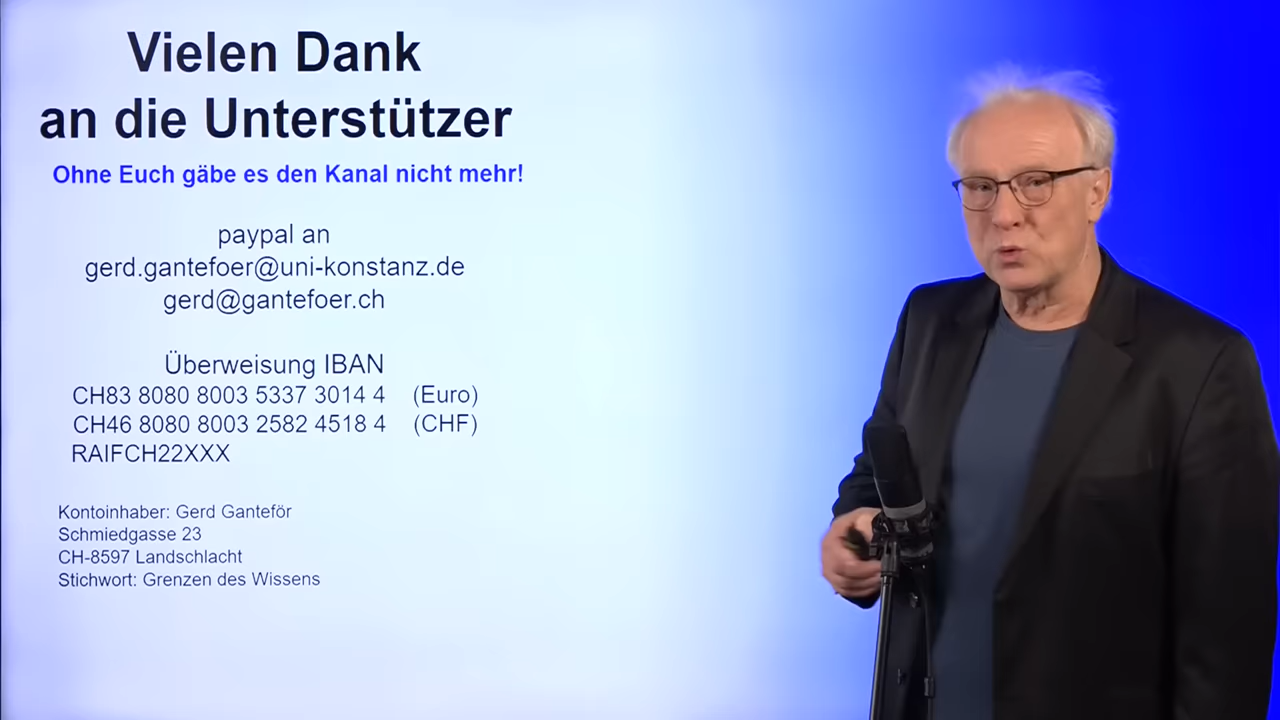 Vielen Dank
an die Unterstützer
Ohne Euch gäbe es den Kanal nicht mehr!
paypal an
gerd.gantefoer@uni-konstanz.de
gerd@gantefoer.ch
Überweisung IBAN
CH83 8080 8003 5337 3014 4 (Euro)
CH46 8080 8003 2582 4518 4 (CHF)
RAIFCH22XXX
Kontoinhaber: Gerd Ganteför
Schmiedgasse 23
CH-8597 Landschlacht
Stichwort: Grenzen des Wissens